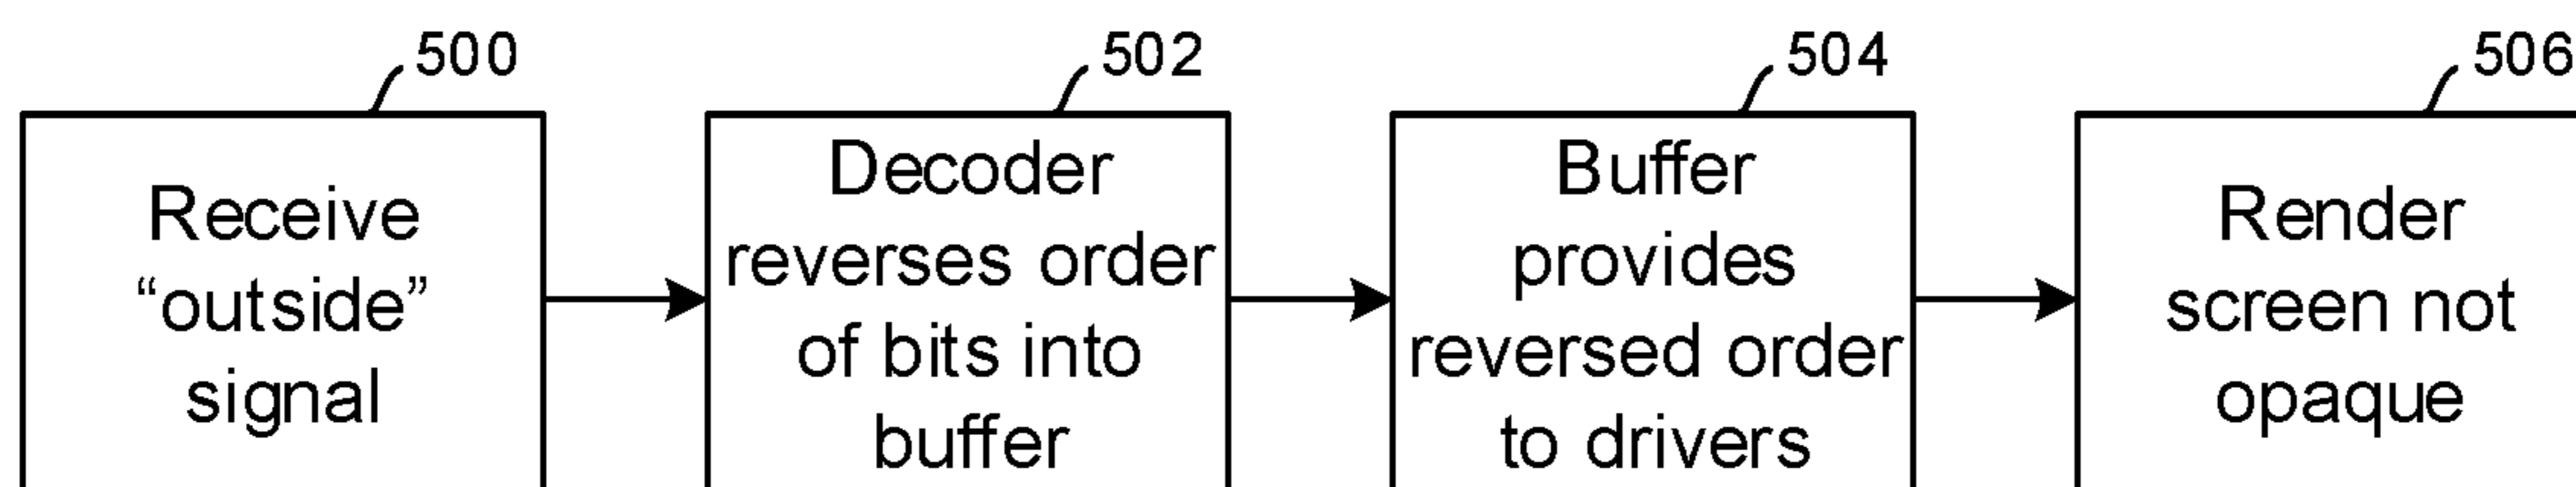 500
Receive
“outside”
signal
502
Decoder
reverses order
of bits into
buffer
504
Buffer
provides
reversed order
to drivers
506
Render
screen not
opaque